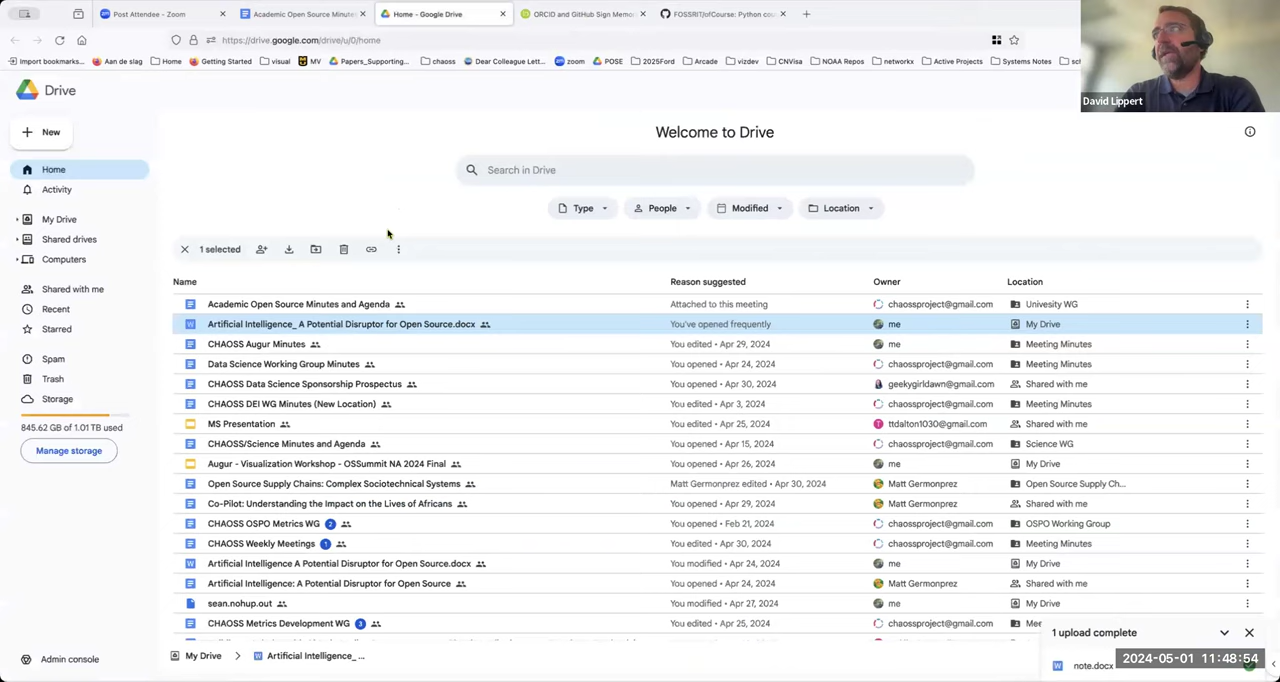 Post Attendee - Zoom
Academic Open Source Minutes
Home - Google Drive
ORCID and GitHub Sign Memo
FOSSRIT/ofCourse: Python cou
https://drive.google.com/drive/u/0/home
Import bookmarks...
Aan de slag
Home
Getting Started
visual
MV
Papers_Supporting...
chaoss
Dear Colleague Lett...
zoom
POSE
2025Ford
Arcade
vizdev
CNVisa
NOAA Repos
networkx
Active Projects
Systems Notes
David Lippert
Drive
New
Home
Activity
My Drive
Shared drives
Computers
Shared with me
Recent
Starred
Spam
Trash
Storage
845.62 GB of 1.01 TB used
Manage storage
Admin console
Welcome to Drive
Search in Drive
Type People Modified Location
1 selected
Name Reason suggested Owner Location
Academic Open Source Minutes and Agenda Attached to this meeting chaossproject@gmail.com Univesity WG
Artificial Intelligence_ A Potential Disruptor for Open Source.docx You've opened frequently me My Drive
CHAOSS Augur Minutes You edited • Apr 29, 2024 me Meeting Minutes
Data Science Working Group Minutes You opened • Apr 24, 2024 chaossproject@gmail.com Meeting Minutes
CHAOSS Data Science Sponsorship Prospectus You opened • Apr 30, 2024 geekygirldawn@gmail.com Shared with me
CHAOSS DEI WG Minutes (New Location) You edited • Apr 3, 2024 chaossproject@gmail.com Meeting Minutes
MS Presentation You edited • Apr 25, 2024 ttdalton1030@gmail.com Shared with me
CHAOSS/Science Minutes and Agenda You opened • Apr 15, 2024 chaossproject@gmail.com Science WG
Augur - Visualization Workshop - OSSummit NA 2024 Final You opened • Apr 26, 2024 me My Drive
Open Source Supply Chains: Complex Sociotechnical Systems Matt Germonprez edited • Apr 30, 2024 Matt Germonprez Open Source Supply Ch...
Co-Pilot: Understanding the Impact on the Lives of Africans You opened • Apr 29, 2024 Matt Germonprez Shared with me
CHAOSS OSPO Metrics WG 2 You opened • Feb 21, 2024 chaossproject@gmail.com OSPO Working Group
CHAOSS Weekly Meetings 1 You edited • Apr 30, 2024 chaossproject@gmail.com Meeting Minutes
Artificial Intelligence A Potential Disruptor for Open Source.docx You modified • Apr 24, 2024 me My Drive
Artificial Intelligence: A Potential Disruptor for Open Source You opened • Apr 24, 2024 Matt Germonprez Shared with me
sean.nohup.out You modified • Apr 27, 2024 me My Drive
CHAOSS Metrics Development WG 3 You edited • Apr 25, 2024 chaossproject@gmail.com Mee
My Drive > Artificial Intelligence_ ...
1 upload complete
note.docx
2024-05-01 11:48:54